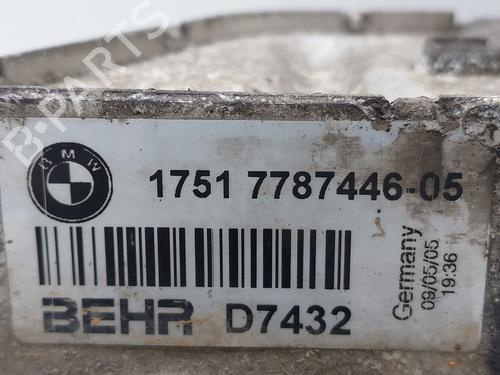 B-PARTS
BMW
1751 7787446-05
BEHR D7432
Germany
09/05/05
19:36